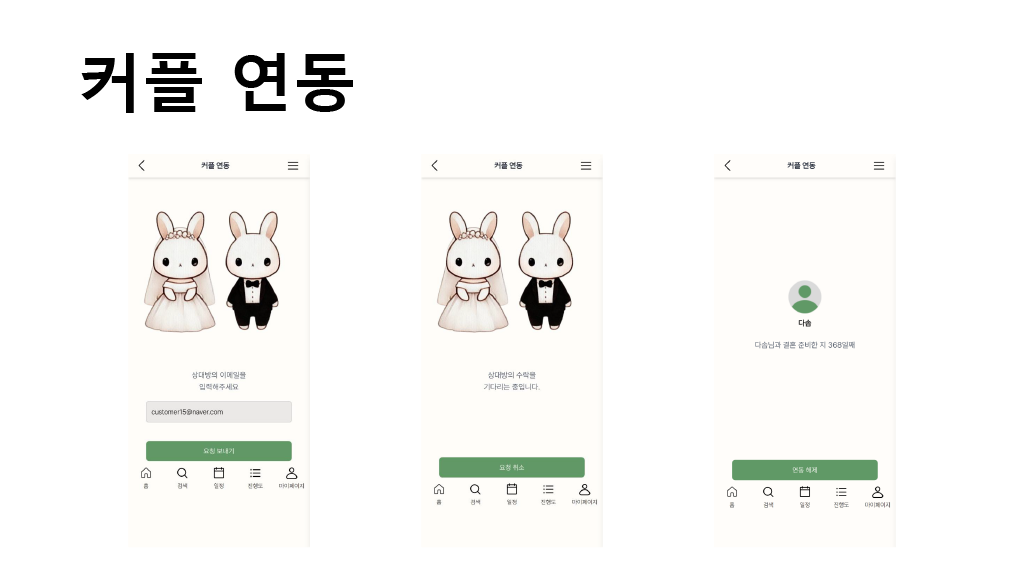 커플 연동
커플 연동
상대방의 이메일을
입력해주세요
customer15@naver.com
요청 보내기
홈 검색 일정 진행도 마이페이지
커플 연동
상대방의 수락을
기다리는 중입니다.
요청 취소
홈 검색 일정 진행도 마이페이지
커플 연동
다솜
다솜님과 결혼 준비한 지 368일째
연동 해제
홈 검색 일정 진행도 마이페이지